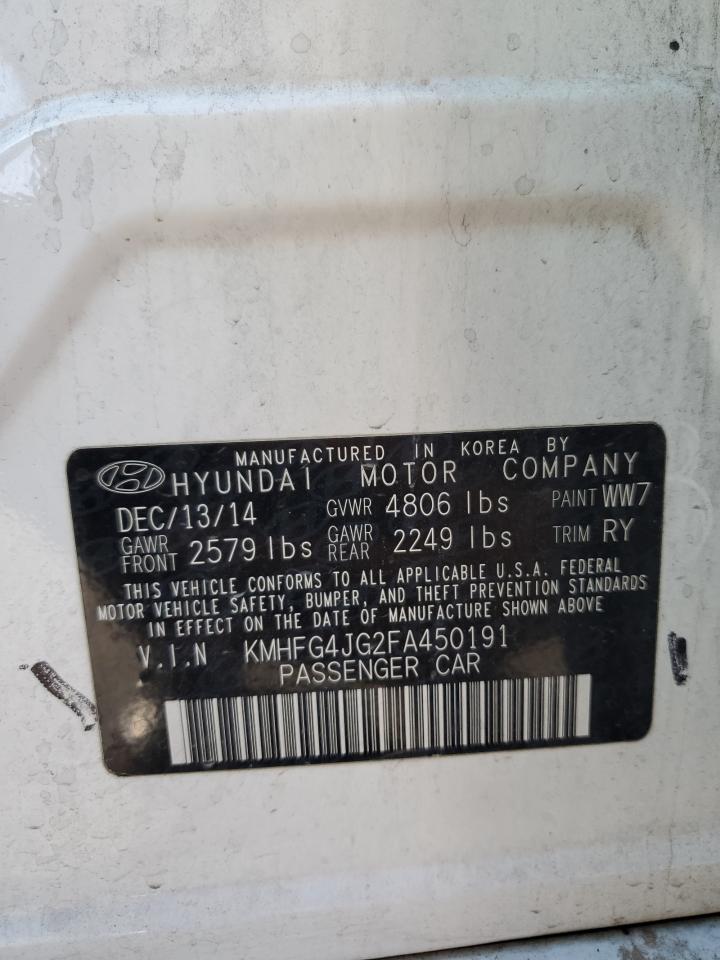 MANUFACTURED IN KOREA BY
HYUNDAI MOTOR COMPANY
DEC/13/14 GVWR 4806 lbs PAINT WW7
GAWR FRONT 2579 lbs GAWR REAR 2249 lbs TRIM RY
THIS VEHICLE CONFORMS TO ALL APPLICABLE U.S.A. FEDERAL
MOTOR VEHICLE SAFETY, BUMPER, AND THEFT PREVENTION STANDARDS
IN EFFECT ON THE DATE OF MANUFACTURE SHOWN ABOVE
V.I.N KMHFG4JG2FA450191
PASSENGER CAR